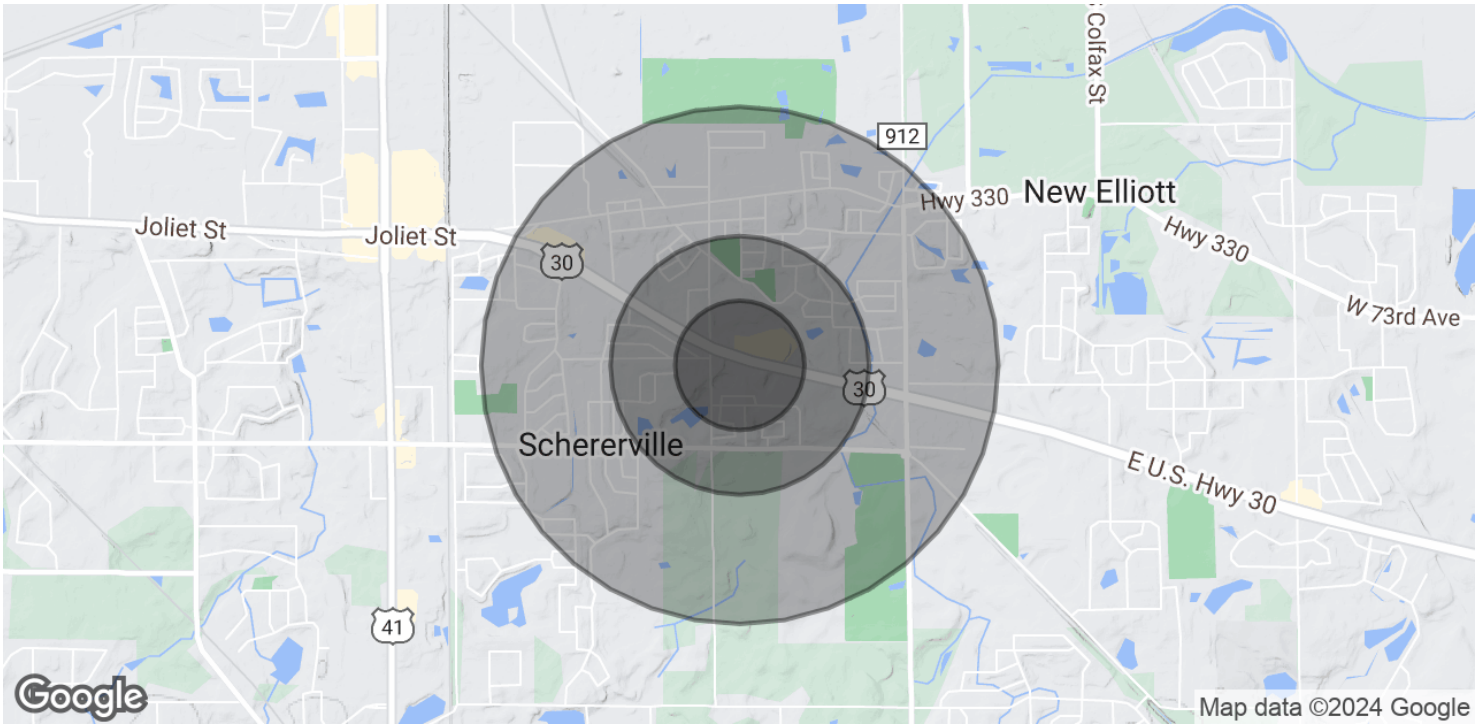 S Colfax St
912
New Elliott
Hwy 330
Joliet St
Joliet St
Hwy 330
30
W 73rd Ave
30
Schererville
E U.S. Hwy 30
41
Google
Map data ©2024 Google